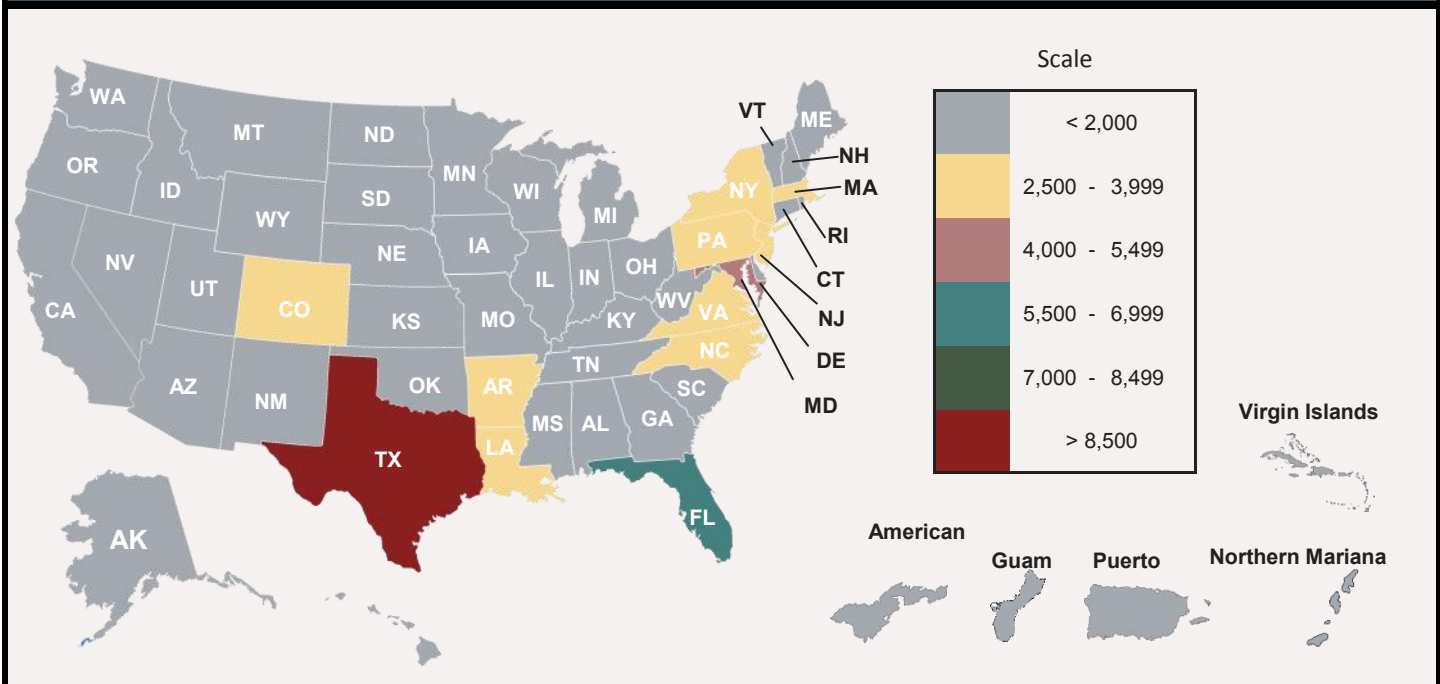 Scale
< 2,000
2,500 - 3,999
4,000 - 5,499
5,500 - 6,999
7,000 - 8,499
> 8,500
WA
MT
ND
MN
VT
ME
OR
ID
SD
WI
MI
NY
NH
MA
WY
IA
NE
PA
RI
NV
UT
CO
IL
IN
OH
CT
CA
KS
MO
WV
VA
NJ
KY
NC
DE
AZ
NM
OK
AR
TN
SC
MD
TX
LA
MS
AL
GA
FL
AK
Virgin Islands
American
Guam
Puerto
Northern Mariana